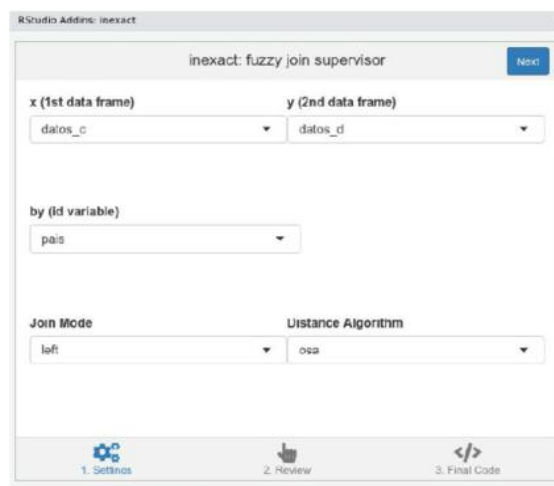 RStudio Addins: inexact
inexact: fuzzy join supervisor
Next
x (1st data frame)
y (2nd data frame)
datos_c
datos_d
by (id variable)
pais
Join Mode
Distance Algorithm
left
osa
1. Settings
2. Review
3. Final Code